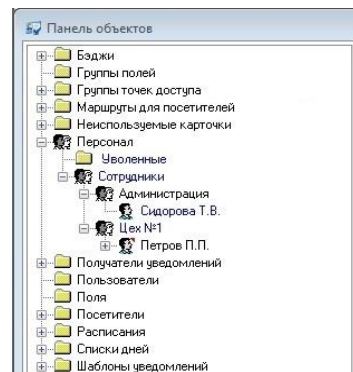 Панель объектов
Бэджи
Группы полей
Группы точек доступа
Маршруты для посетителей
Неиспользуемые карточки
Персонал
Уволенные
Сотрудники
Администрация
Сидорова Т.В.
Цех №1
Петров П.П.
Получатели уведомлений
Пользователи
Поля
Посетители
Расписания
Списки дней
Шаблоны уведомлений